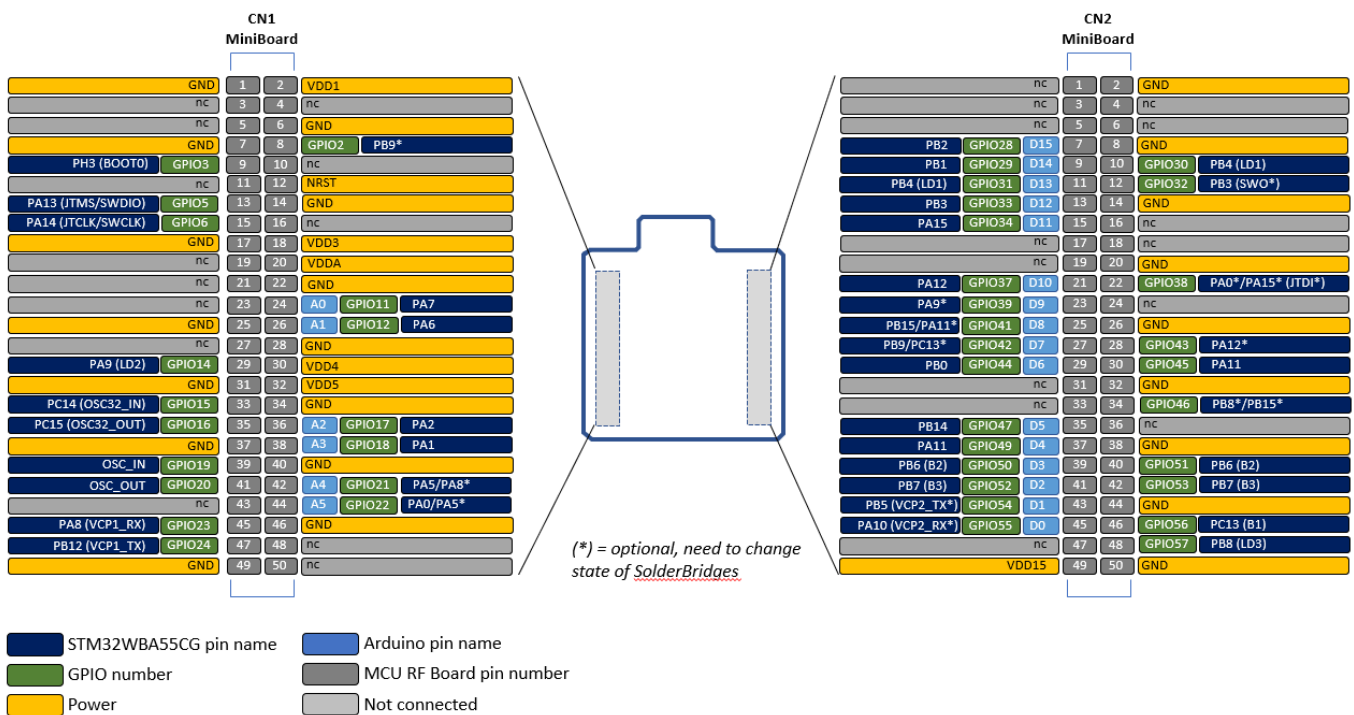 CN1
MiniBoard
CN2
MiniBoard
GND 1 2 VDD1
nc 3 4 nc
nc 5 6 GND
GND 7 8 GPIO2 PB9*
PH3 (BOOT0) GPIO3 9 10 nc
nc 11 12 NRST
PA13 (JTMS/SWDIO) GPIO5 13 14 GND
PA14 (JTCLK/SWCLK) GPIO6 15 16 nc
GND 17 18 VDD3
nc 19 20 VDDA
nc 21 22 GND
nc 23 24 A0 GPIO11 PA7
GND 25 26 A1 GPIO12 PA6
nc 27 28 GND
PA9 (LD2) GPIO14 29 30 VDD4
GND 31 32 VDD5
PC14 (OSC32_IN) GPIO15 33 34 GND
PC15 (OSC32_OUT) GPIO16 35 36 A2 GPIO17 PA2
GND 37 38 A3 GPIO18 PA1
OSC_IN GPIO19 39 40 GND
OSC_OUT GPIO20 41 42 A4 GPIO21 PA5/PA8*
nc 43 44 A5 GPIO22 PA0/PA5*
PA8 (VCP1_RX) GPIO23 45 46 GND
PB12 (VCP1_TX) GPIO24 47 48 nc
GND 49 50 nc
nc 1 2 GND
nc 3 4 nc
nc 5 6 nc
PB2 GPIO28 D15 7 8 GND
PB1 GPIO29 D14 9 10 GPIO30 PB4 (LD1)
PB4 (LD1) GPIO31 D13 11 12 GPIO32 PB3 (SWO*)
PB3 GPIO33 D12 13 14 GND
PA15 GPIO34 D11 15 16 nc
nc 17 18 nc
nc 19 20 GND
PA12 GPIO37 D10 21 22 GPIO38 PA0*/PA15* (JTDI*)
PA9* GPIO39 D9 23 24 nc
PB15/PA11* GPIO41 D8 25 26 GND
PB9/PC13* GPIO42 D7 27 28 GPIO43 PA12*
PB0 GPIO44 D6 29 30 GPIO45 PA11
nc 31 32 GND
nc 33 34 GPIO46 PB8*/PB15*
PB14 GPIO47 D5 35 36 nc
PA11 GPIO49 D4 37 38 GND
PB6 (B2) GPIO50 D3 39 40 GPIO51 PB6 (B2)
PB7 (B3) GPIO52 D2 41 42 GPIO53 PB7 (B3)
PB5 (VCP2_TX*) GPIO54 D1 43 44 GND
PA10 (VCP2_RX*) GPIO55 D0 45 46 GPIO56 PC13 (B1)
nc 47 48 GPIO57 PB8 (LD3)
VDD15 49 50 GND
(*) = optional, need to change
state of SolderBridges
STM32WBA55CG pin name
Arduino pin name
GPIO number
MCU RF Board pin number
Power
Not connected